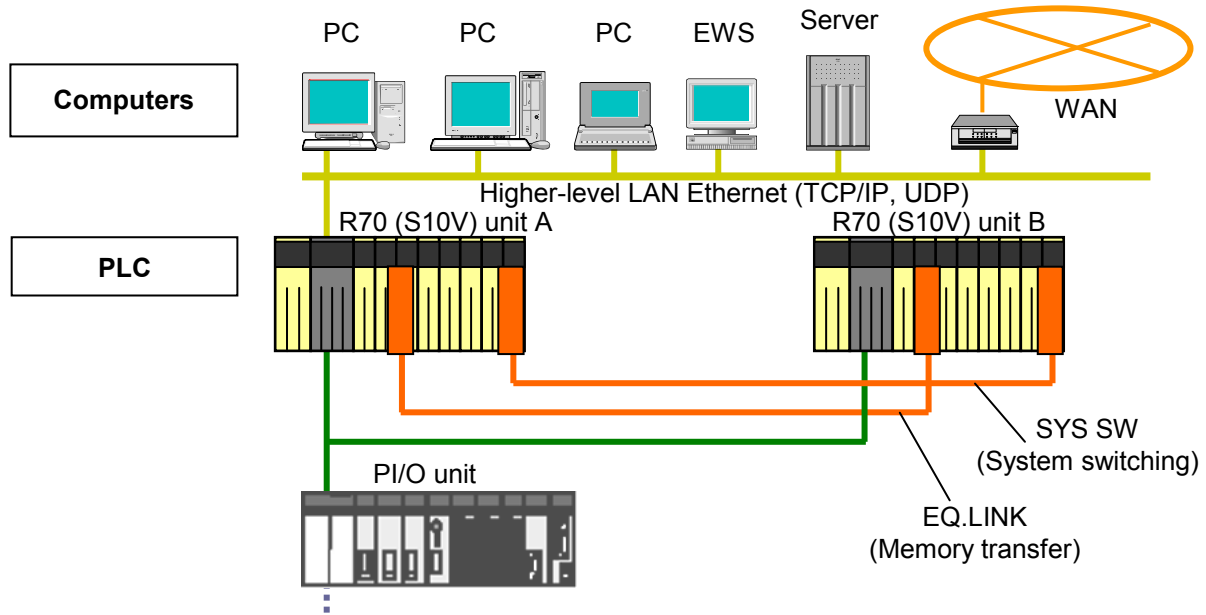 PC
PC
PC
EWS
Server
Computers
WAN
Higher-level LAN Ethernet (TCP/IP, UDP)
R70 (S10V) unit A
R70 (S10V) unit B
PLC
SYS SW
(System switching)
PI/O unit
EQ.LINK
(Memory transfer)